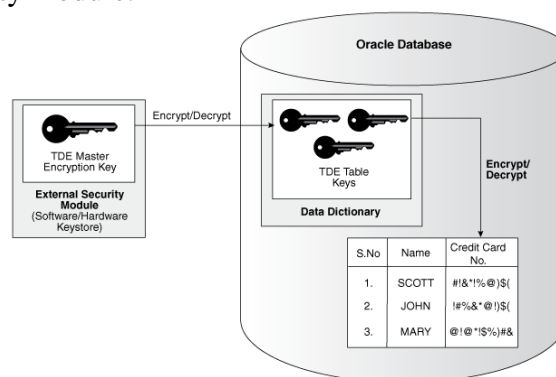 Oracle Database
Encrypt/Decrypt
TDE Master
Encryption Key
External Security
Module
(Software/Hardware
Keystore)
TDE Table
Keys
Data Dictionary
Encrypt/
Decrypt
S.No Name Credit Card No.
1. SCOTT #!&*!%@)$(
2. JOHN !#%&*@!)$(
3. MARY @!@*!$%)#&